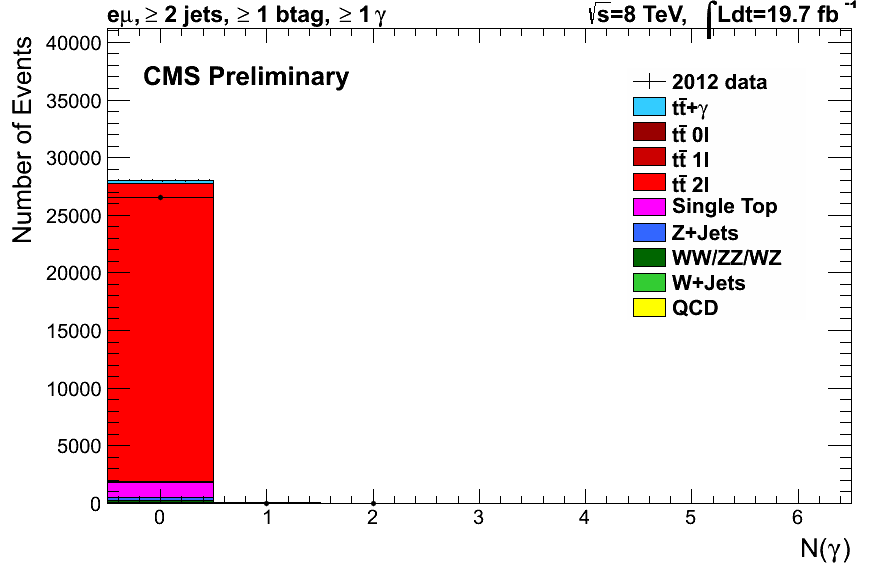 eμ, ≥ 2 jets, ≥ 1 btag, ≥ 1 γ
√s=8 TeV, ∫Ldt=19.7 fb⁻¹
CMS Preliminary
2012 data
tt̄+γ
tt̄ 0l
tt̄ 1l
tt̄ 2l
Single Top
Z+Jets
WW/ZZ/WZ
W+Jets
QCD
Number of Events
40000
35000
30000
25000
20000
15000
10000
5000
0
0 1 2 3 4 5 6
N(γ)